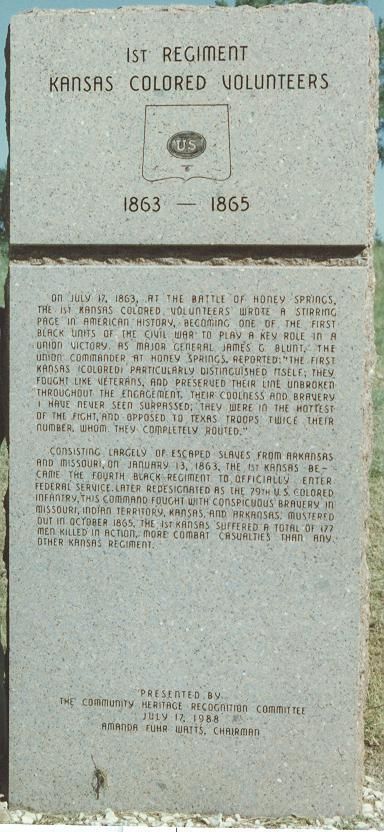 1ST REGIMENT
KANSAS COLORED VOLUNTEERS
US
1863 — 1865
ON JULY 17, 1863, AT THE BATTLE OF HONEY SPRINGS,
THE 1ST KANSAS COLORED VOLUNTEERS WROTE A STIRRING
PAGE IN AMERICAN HISTORY, BECOMING ONE OF THE FIRST
BLACK UNITS OF THE CIVIL WAR TO PLAY A KEY ROLE IN A
UNION VICTORY. AS MAJOR GENERAL JAMES G. BLUNT, THE
UNION COMMANDER AT HONEY SPRINGS, REPORTED: "THE FIRST
KANSAS (COLORED) PARTICULARLY DISTINGUISHED ITSELF; THEY
FOUGHT LIKE VETERANS, AND PRESERVED THEIR LINE UNBROKEN
THROUGHOUT THE ENGAGEMENT. THEIR COOLNESS AND BRAVERY
I HAVE NEVER SEEN SURPASSED; THEY WERE IN THE HOTTEST
OF THE FIGHT, AND OPPOSED TO TEXAS TROOPS TWICE THEIR
NUMBER, WHOM THEY COMPLETELY ROUTED."
CONSISTING LARGELY OF ESCAPED SLAVES FROM ARKANSAS
AND MISSOURI, ON JANUARY 13, 1863, THE 1ST KANSAS BE-
CAME THE FOURTH BLACK REGIMENT TO OFFICIALLY ENTER
FEDERAL SERVICE. LATER REDESIGNATED AS THE 79TH U.S. COLORED
INFANTRY, THIS COMMAND FOUGHT WITH CONSPICUOUS BRAVERY IN
MISSOURI, INDIAN TERRITORY, KANSAS, AND ARKANSAS. MUSTERED
OUT IN OCTOBER 1865, THE 1ST KANSAS SUFFERED A TOTAL OF 177
MEN KILLED IN ACTION, MORE COMBAT CASUALTIES THAN ANY
OTHER KANSAS REGIMENT.
PRESENTED BY
THE COMMUNITY HERITAGE RECOGNITION COMMITTEE
JULY 17, 1988
AMANDA FUHR WATTS, CHAIRMAN